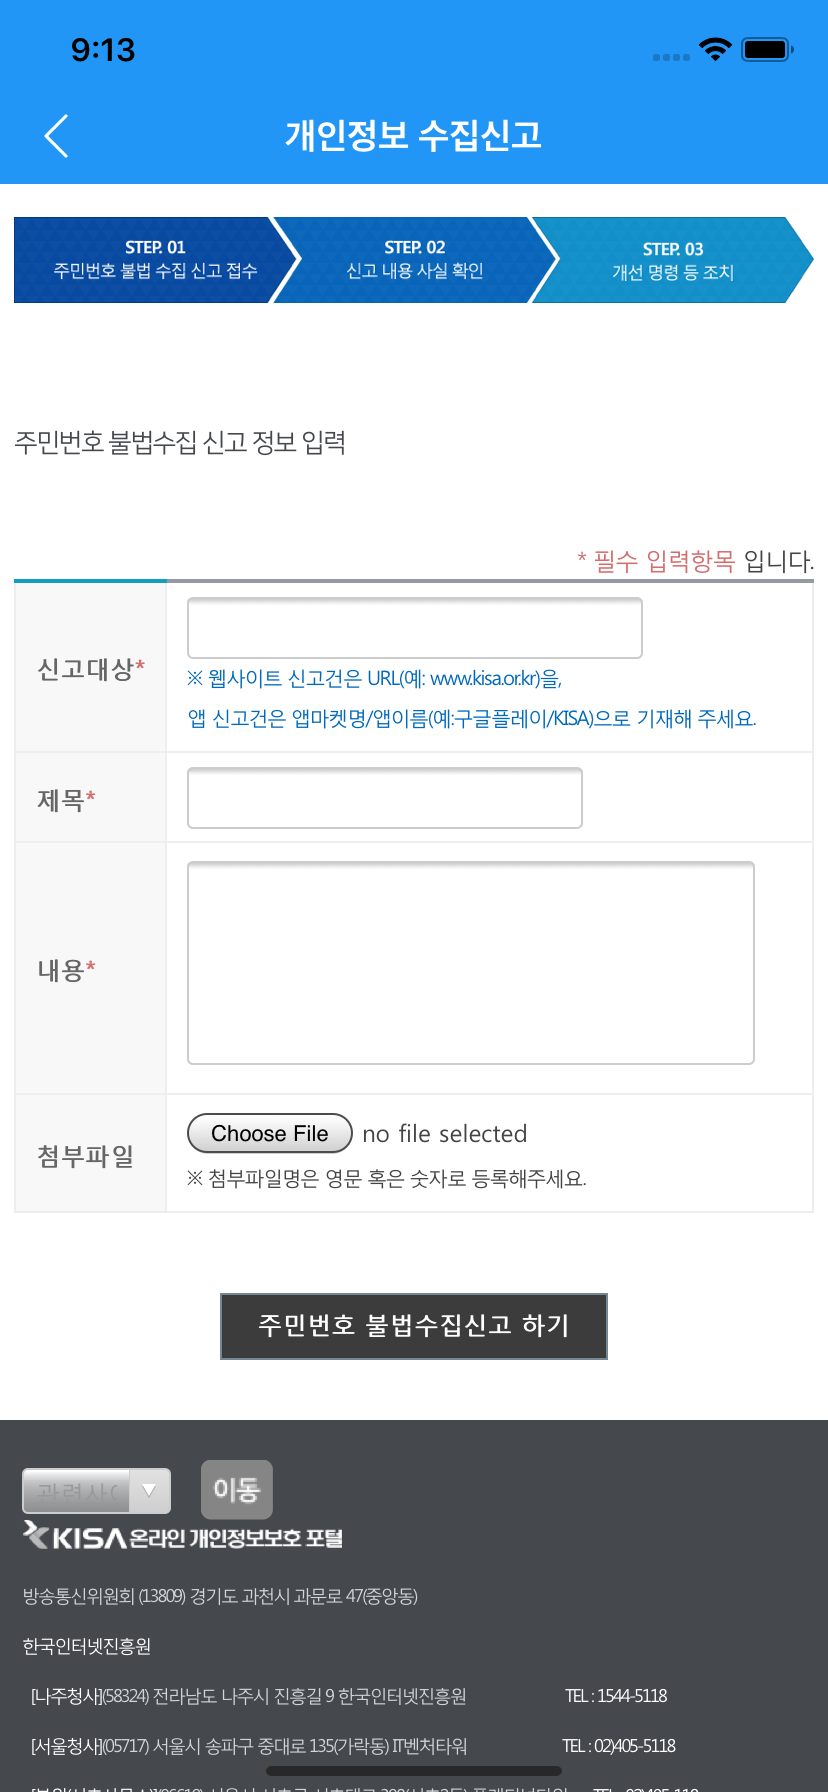 9:13
개인정보 수집신고
STEP. 01
주민번호 불법 수집 신고 접수
STEP. 02
신고 내용 사실 확인
STEP. 03
개선 명령 등 조치
주민번호 불법수집 신고 정보 입력
* 필수 입력항목 입니다.
신고대상*
※ 웹사이트 신고건은 URL(예: www.kisa.or.kr)을,
앱 신고건은 앱마켓명/앱이름(예:구글플레이/KISA)으로 기재해 주세요.
제목*
내용*
첨부파일
Choose File no file selected
※ 첨부파일명은 영문 혹은 숫자로 등록해주세요.
주민번호 불법수집신고 하기
이동
KISA 온라인 개인정보보호 포털
방송통신위원회 (13809) 경기도 과천시 과문로 47(중앙동)
한국인터넷진흥원
[나주청사](58324) 전라남도 나주시 진흥길 9 한국인터넷진흥원 TEL : 1544-5118
[서울청사](05717) 서울시 송파구 중대로 135(가락동) IT벤처타워 TEL : 02)405-5118